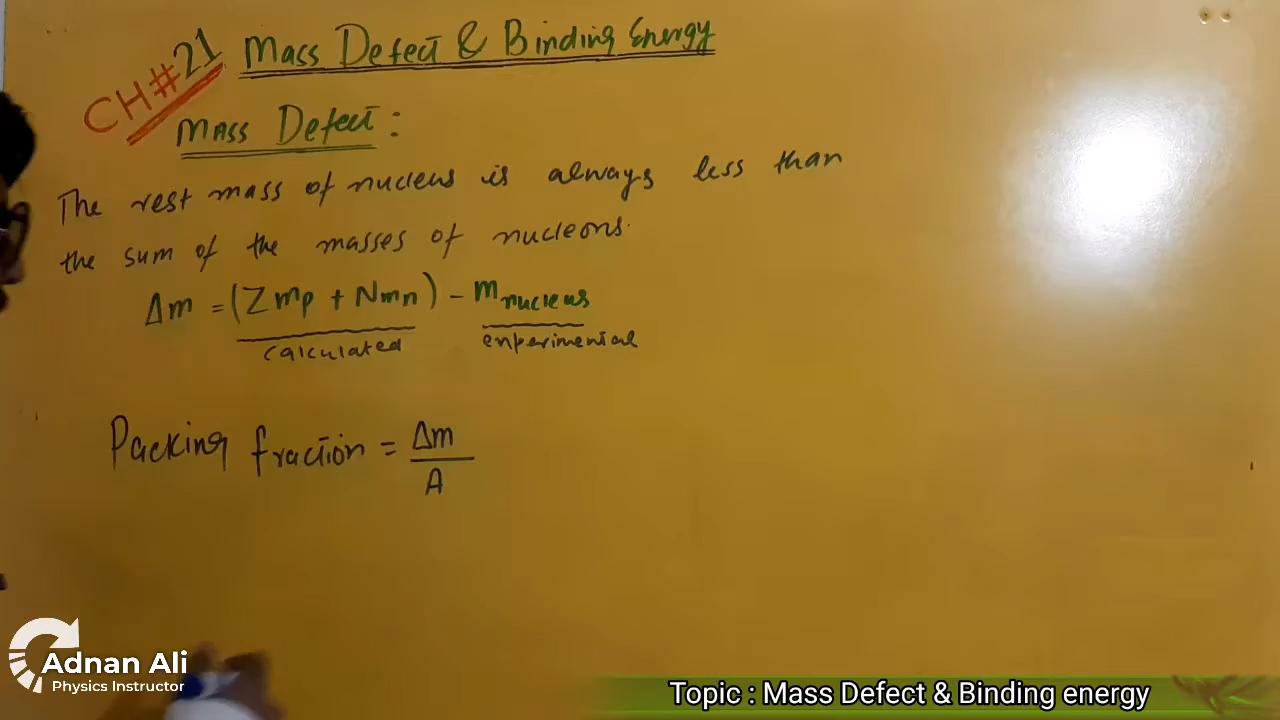 CH#21 Mass Defect & Binding Energy
Mass Defect :
The rest mass of nucleus is always less than
the sum of the masses of nucleons.
Δm = (Zmp + Nmn) - mnucleus
calculated experimental
Packing fraction = Δm
A
Adnan Ali
Physics Instructor
Topic : Mass Defect & Binding energy